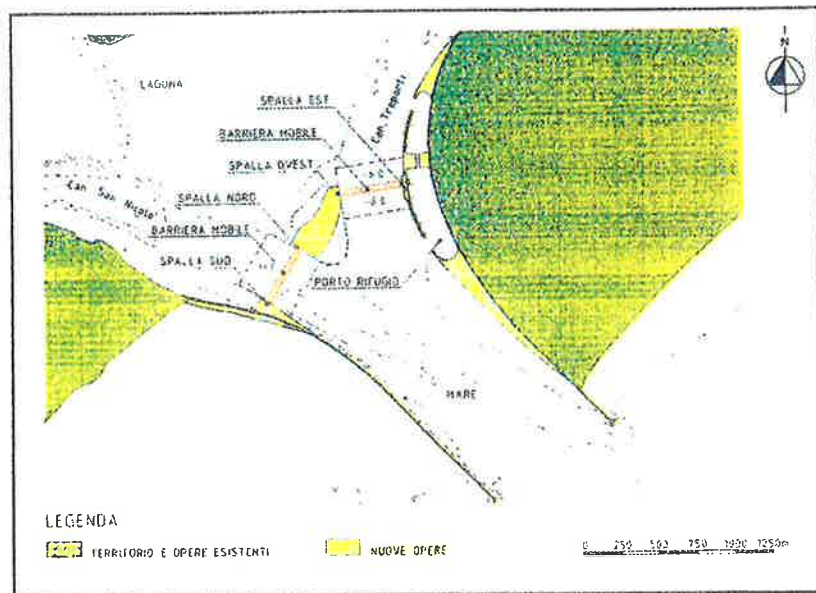 N
LAGUNA
SPALLA EST
Can Treporti
BARRIERA MOBILE
SPALLA OVEST
Can San Nicolo'
SPALLA NORD
BARRIERA MOBILE
SPALLA SUD
PORTO RIFUGIO
MARE
LEGENDA
TERRITORIO E OPERE ESISTENTI
NUOVE OPERE
0 250 500 750 1000 1250m